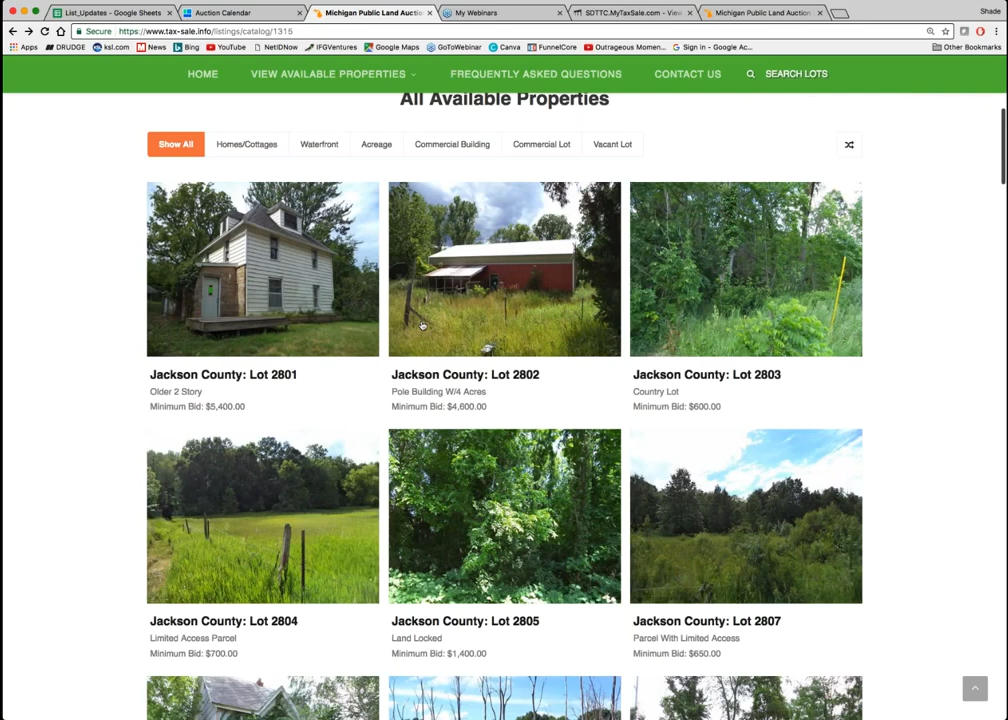 List_Updates - Google Sheets
Auction Calendar
Michigan Public Land Auctio
My Webinars
SDTTC.MyTaxSale.com - View
Michigan Public Land Auction
Shade
Secure
https://www.tax-sale.info/listings/catalog/1315
Apps
DRUDGE
ksl.com
News
Bing
YouTube
NetIDNow
IFGVentures
Google Maps
GoToWebinar
Canva
FunnelCore
Outrageous Momen...
Sign in - Google Ac...
Other Bookmarks
HOME
VIEW AVAILABLE PROPERTIES
FREQUENTLY ASKED QUESTIONS
CONTACT US
SEARCH LOTS
All Available Properties
Show All
Homes/Cottages
Waterfront
Acreage
Commercial Building
Commercial Lot
Vacant Lot
Jackson County: Lot 2801
Older 2 Story
Minimum Bid: $5,400.00
Jackson County: Lot 2802
Pole Building W/4 Acres
Minimum Bid: $4,600.00
Jackson County: Lot 2803
Country Lot
Minimum Bid: $600.00
Jackson County: Lot 2804
Limited Access Parcel
Minimum Bid: $700.00
Jackson County: Lot 2805
Land Locked
Minimum Bid: $1,400.00
Jackson County: Lot 2807
Parcel With Limited Access
Minimum Bid: $650.00